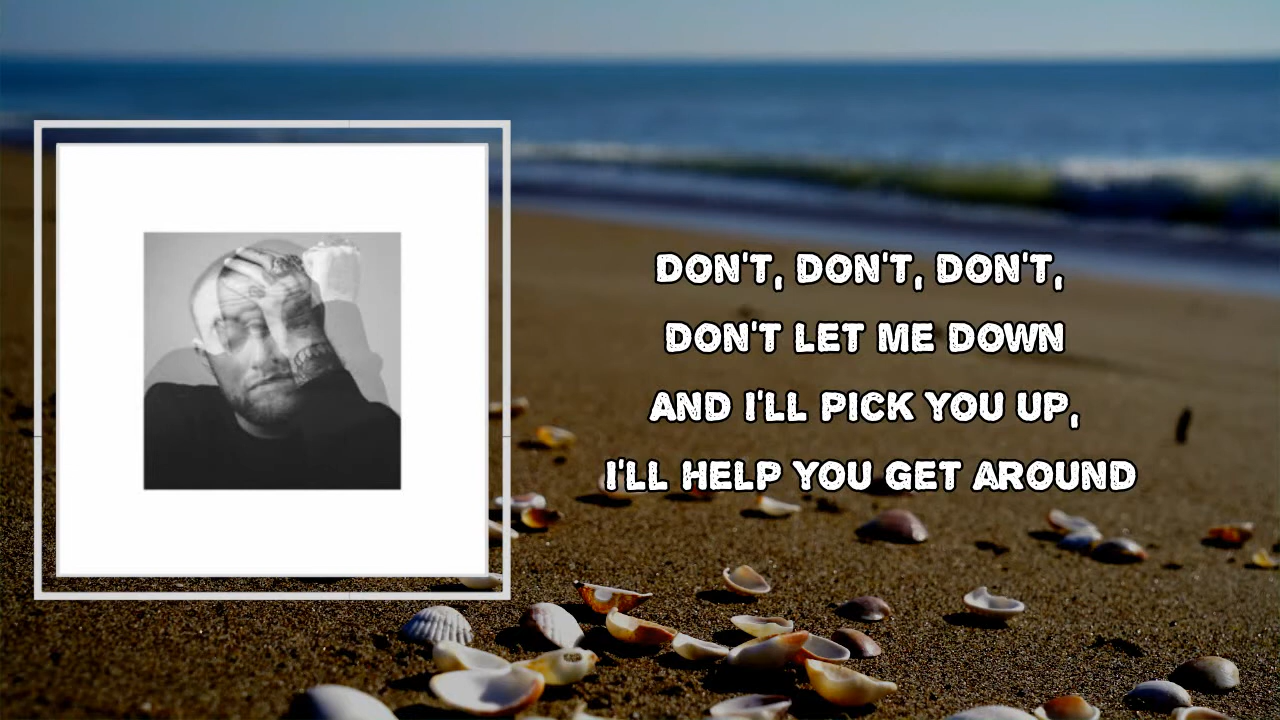 DON'T, DON'T, DON'T,
DON'T LET ME DOWN
AND I'LL PICK YOU UP,
I'LL HELP YOU GET AROUND